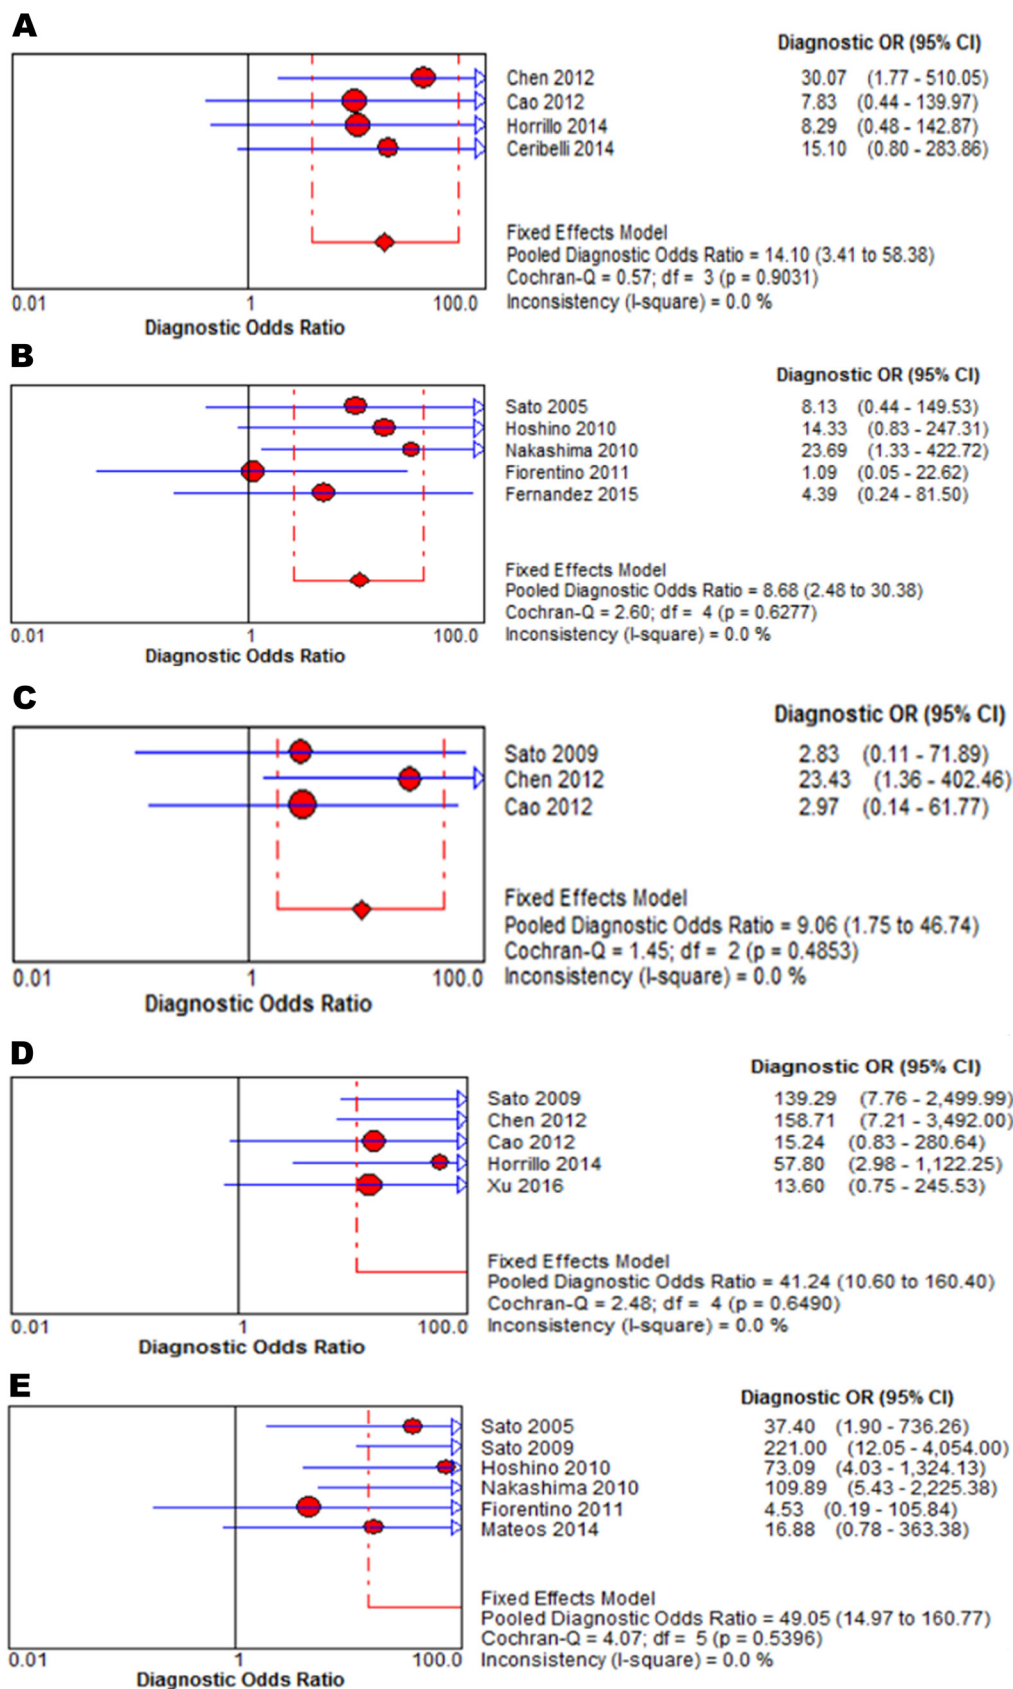 A
Diagnostic OR (95% CI)
Chen 2012 30.07 (1.77 - 510.05)
Cao 2012 7.83 (0.44 - 139.97)
Horrillo 2014 8.29 (0.48 - 142.87)
Ceribelli 2014 15.10 (0.80 - 283.86)
Fixed Effects Model
Pooled Diagnostic Odds Ratio = 14.10 (3.41 to 58.38)
Cochran-Q = 0.57; df = 3 (p = 0.9031)
Inconsistency (I-square) = 0.0 %
0.01 1 100.0
Diagnostic Odds Ratio
B
Diagnostic OR (95% CI)
Sato 2005 8.13 (0.44 - 149.53)
Hoshino 2010 14.33 (0.83 - 247.31)
Nakashima 2010 23.69 (1.33 - 422.72)
Fiorentino 2011 1.09 (0.05 - 22.62)
Fernandez 2015 4.39 (0.24 - 81.50)
Fixed Effects Model
Pooled Diagnostic Odds Ratio = 8.68 (2.48 to 30.38)
Cochran-Q = 2.60; df = 4 (p = 0.6277)
Inconsistency (I-square) = 0.0 %
0.01 1 100.0
Diagnostic Odds Ratio
C
Diagnostic OR (95% CI)
Sato 2009 2.83 (0.11 - 71.89)
Chen 2012 23.43 (1.36 - 402.46)
Cao 2012 2.97 (0.14 - 61.77)
Fixed Effects Model
Pooled Diagnostic Odds Ratio = 9.06 (1.75 to 46.74)
Cochran-Q = 1.45; df = 2 (p = 0.4853)
Inconsistency (I-square) = 0.0 %
0.01 1 100.0
Diagnostic Odds Ratio
D
Diagnostic OR (95% CI)
Sato 2009 139.29 (7.76 - 2,499.99)
Chen 2012 158.71 (7.21 - 3,492.00)
Cao 2012 15.24 (0.83 - 280.64)
Horrillo 2014 57.80 (2.98 - 1,122.25)
Xu 2016 13.60 (0.75 - 245.53)
Fixed Effects Model
Pooled Diagnostic Odds Ratio = 41.24 (10.60 to 160.40)
Cochran-Q = 2.48; df = 4 (p = 0.6490)
Inconsistency (I-square) = 0.0 %
0.01 1 100.0
Diagnostic Odds Ratio
E
Diagnostic OR (95% CI)
Sato 2005 37.40 (1.90 - 736.26)
Sato 2009 221.00 (12.05 - 4,054.00)
Hoshino 2010 73.09 (4.03 - 1,324.13)
Nakashima 2010 109.89 (5.43 - 2,225.38)
Fiorentino 2011 4.53 (0.19 - 105.84)
Mateos 2014 16.88 (0.78 - 363.38)
Fixed Effects Model
Pooled Diagnostic Odds Ratio = 49.05 (14.97 to 160.77)
Cochran-Q = 4.07; df = 5 (p = 0.5396)
Inconsistency (I-square) = 0.0 %
0.01 1 100.0
Diagnostic Odds Ratio